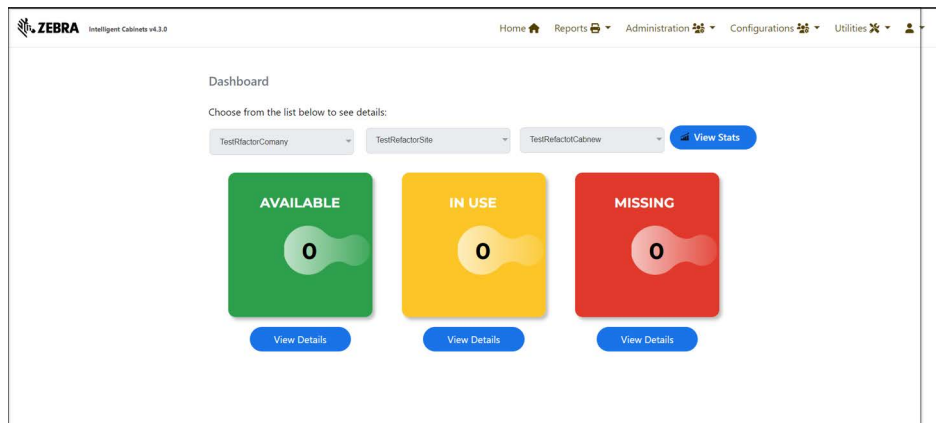 ZEBRA Intelligent Cabinets v4.3.0 Home Reports Administration Configurations Utilities
Dashboard
Choose from the list below to see details:
TestRfactorComany TestRefactorSite TestRefactotCabnew View Stats
AVAILABLE IN USE MISSING
0 0 0
View Details View Details View Details